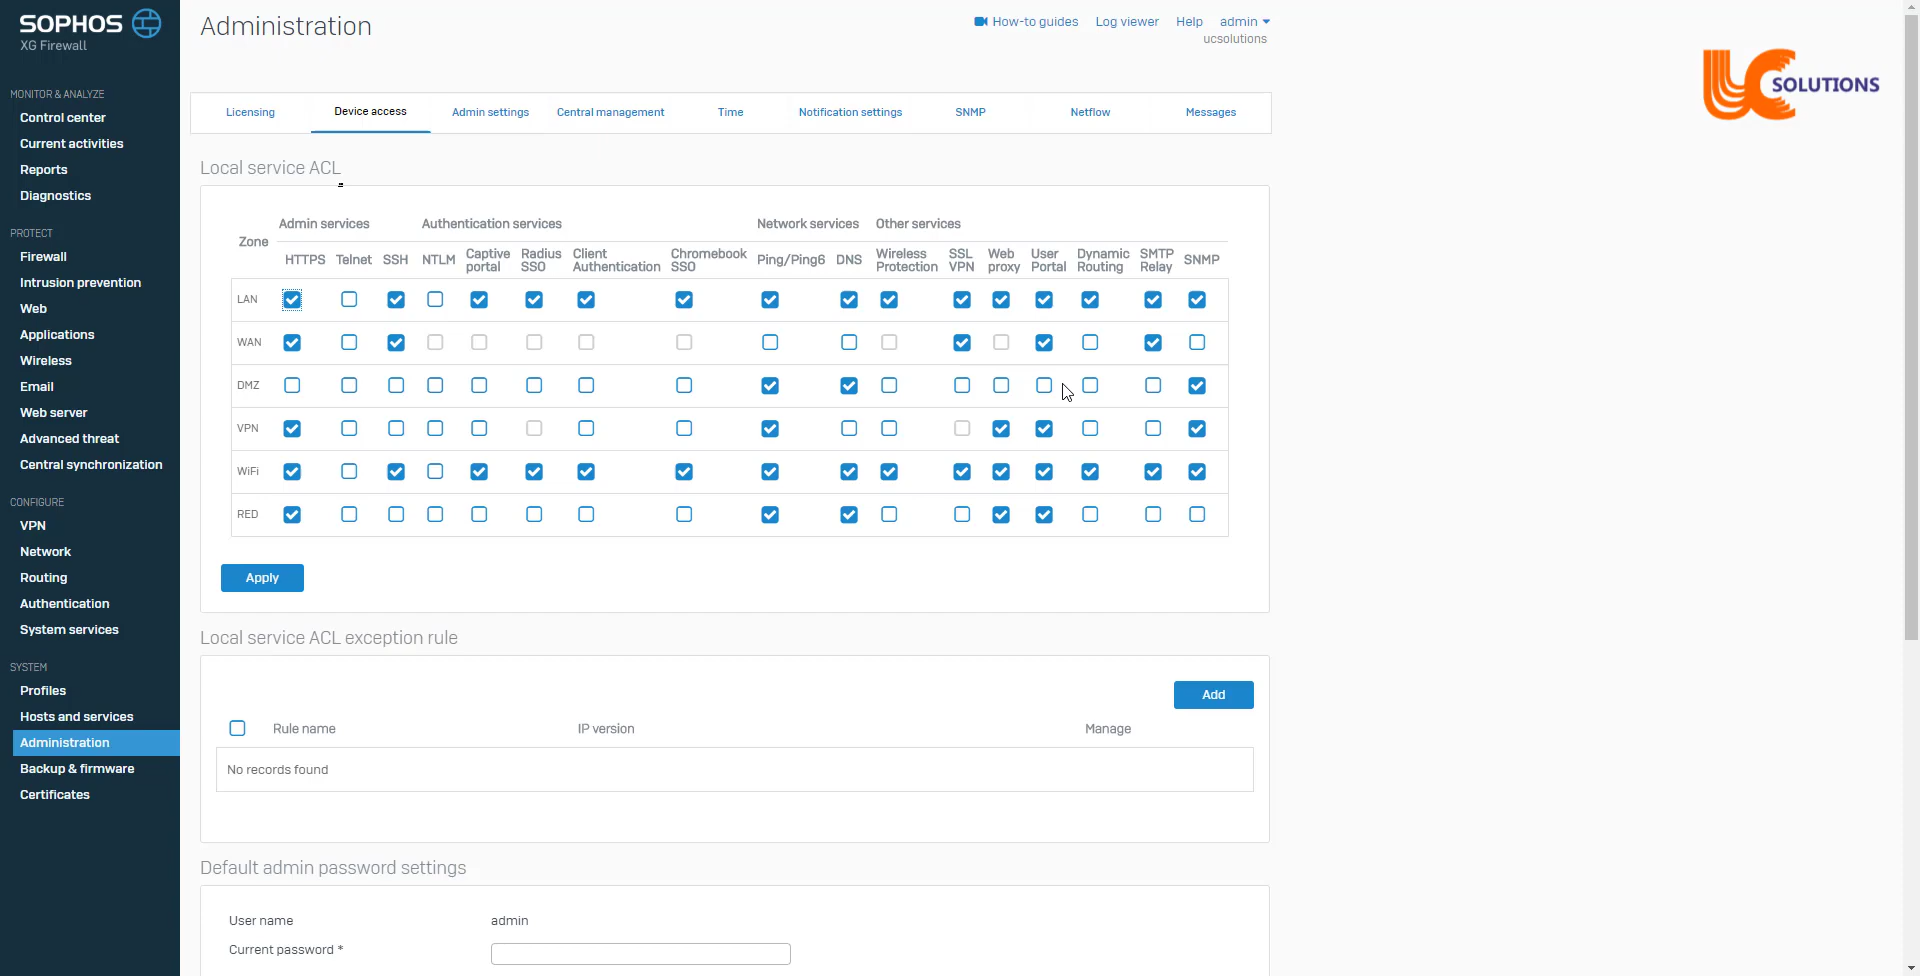 SOPHOS
XG Firewall
MONITOR & ANALYZE
Control center
Current activities
Reports
Diagnostics
PROTECT
Firewall
Intrusion prevention
Web
Applications
Wireless
Email
Web server
Advanced threat
Central synchronization
CONFIGURE
VPN
Network
Routing
Authentication
System services
SYSTEM
Profiles
Hosts and services
Administration
Backup & firmware
Certificates
Administration
How-to guides Log viewer Help admin
ucsolutions
UC SOLUTIONS
Licensing Device access Admin settings Central management Time Notification settings SNMP Netflow Messages
Local service ACL
Admin services Authentication services Network services Other services
Zone HTTPS Telnet SSH NTLM Captive portal Radius SSO Client Authentication Chromebook SSO Ping/Ping6 DNS Wireless Protection SSL VPN Web proxy User Portal Dynamic Routing SMTP Relay SNMP
LAN
WAN
DMZ
VPN
WiFi
RED
Apply
Local service ACL exception rule
Add
Rule name IP version Manage
No records found
Default admin password settings
User name admin
Current password *